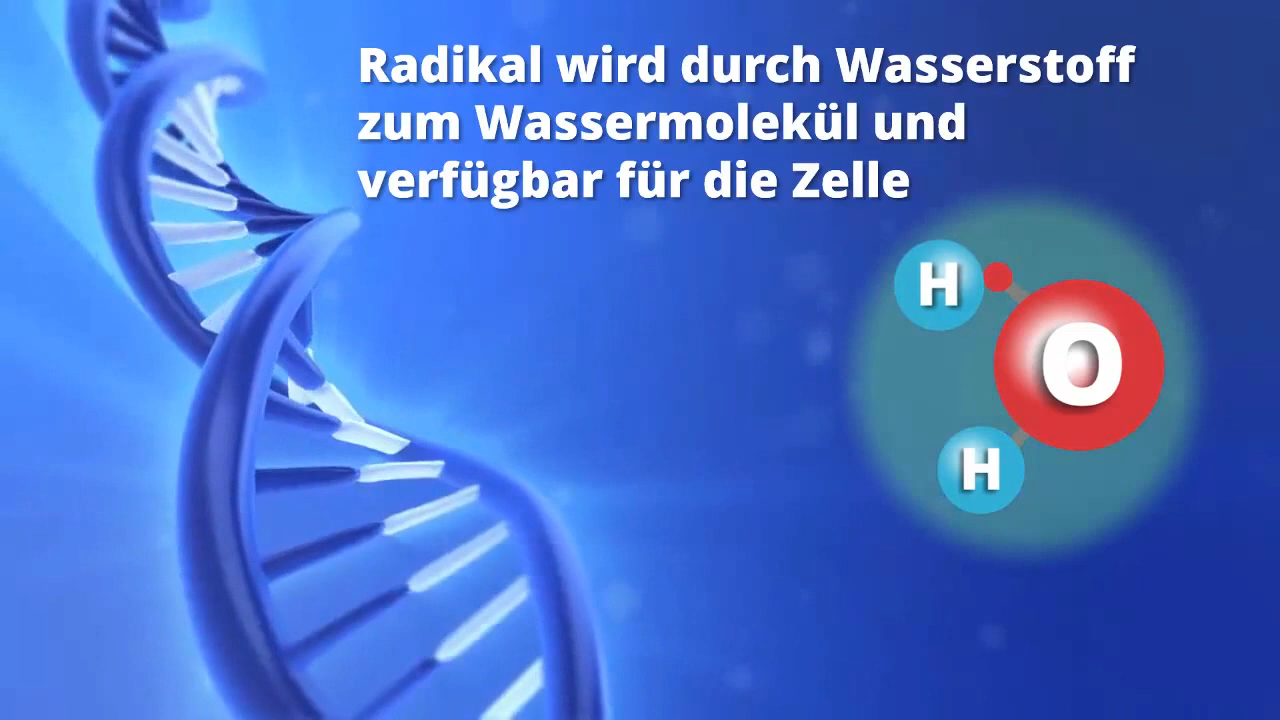 Radikal wird durch Wasserstoff
zum Wassermolekül und
verfügbar für die Zelle
H
O
H